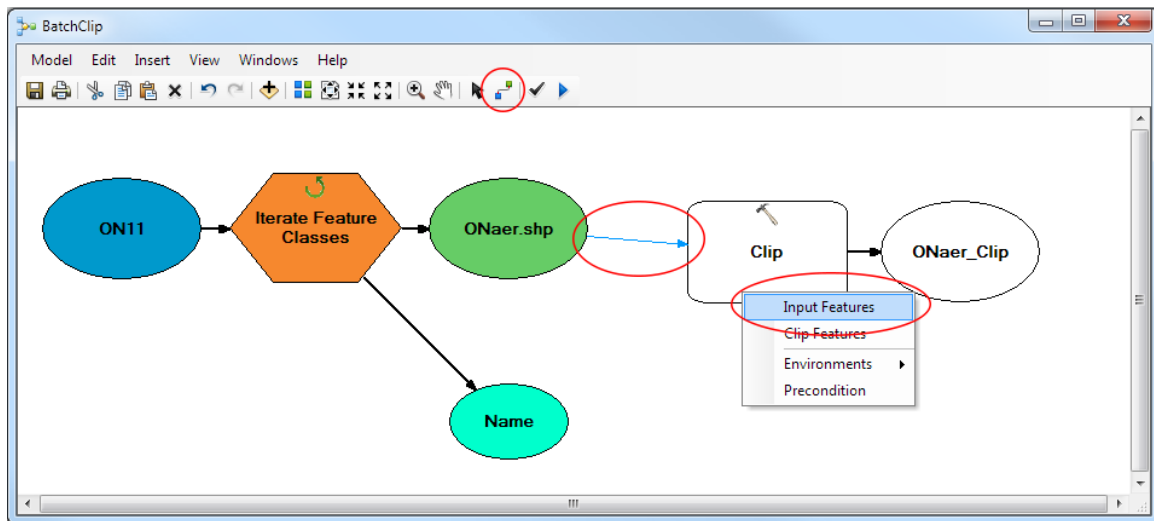 BatchClip
Model Edit Insert View Windows Help
ON11
Iterate Feature
Classes
ONaer.shp
Clip
ONaer_Clip
Input Features
Clip Features
Environments
Precondition
Name